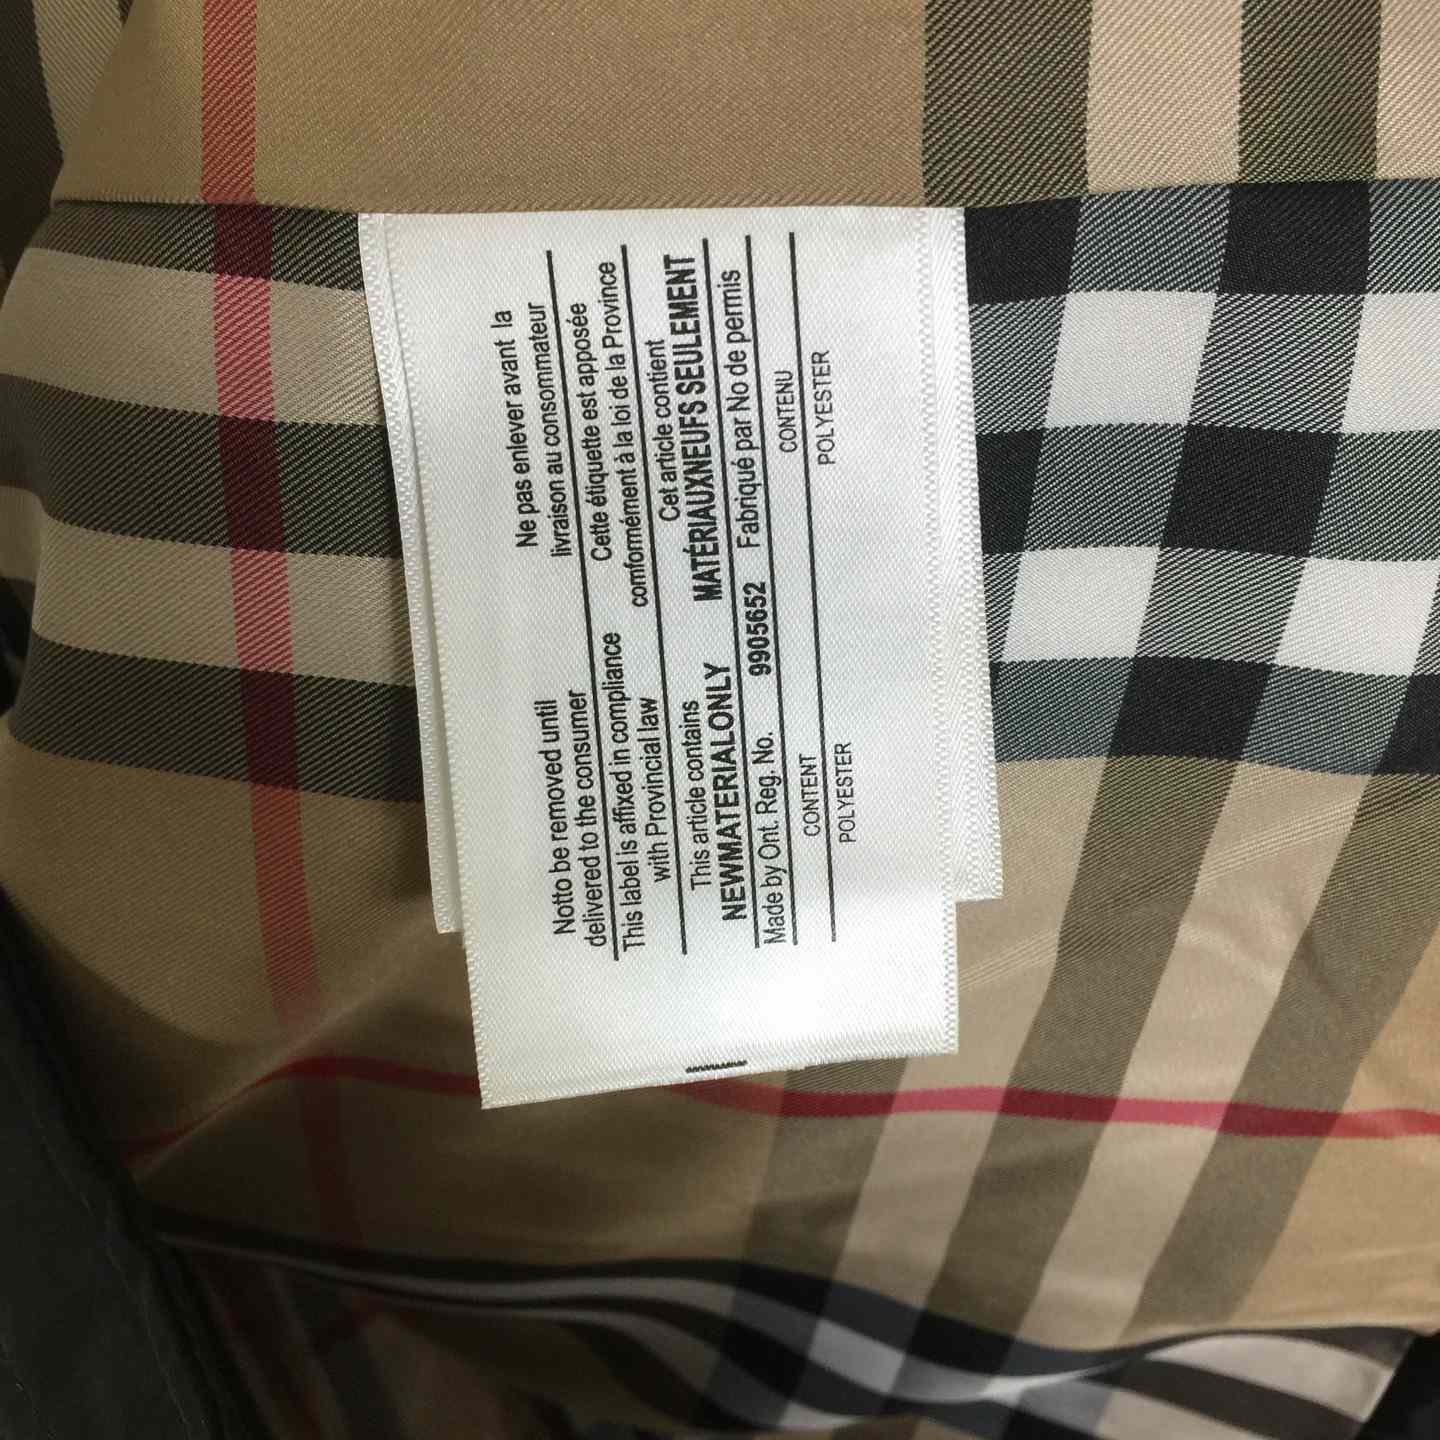 Notto be removed until
delivered to the consumer
Ne pas enlever avant la
livraison au consommateur
This label is affixed in compliance
with Provincial law
Cette étiquette est apposée
comformément à la loi de la Province
This article contains
NEWMATERIALONLY
Cet article contient
MATÉRIAUXNEUFS SEULEMENT
Made by Ont. Reg. No. 9905652 Fabriqué par No de permis
CONTENT CONTENU
POLYESTER POLYESTER